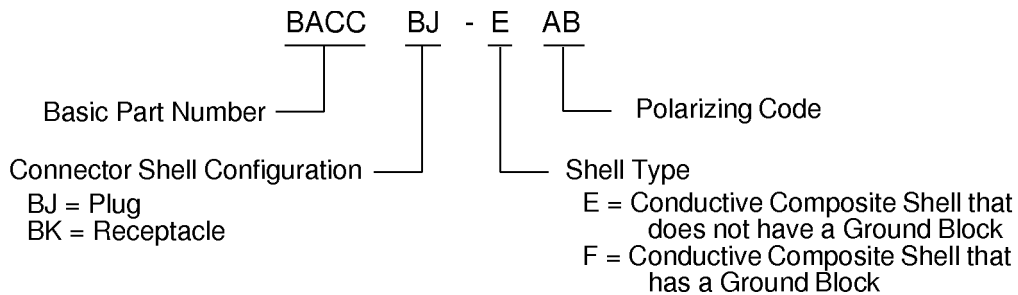 BACC BJ - E AB
Basic Part Number
Polarizing Code
Connector Shell Configuration
BJ = Plug
BK = Receptacle
Shell Type
E = Conductive Composite Shell that
does not have a Ground Block
F = Conductive Composite Shell that
has a Ground Block